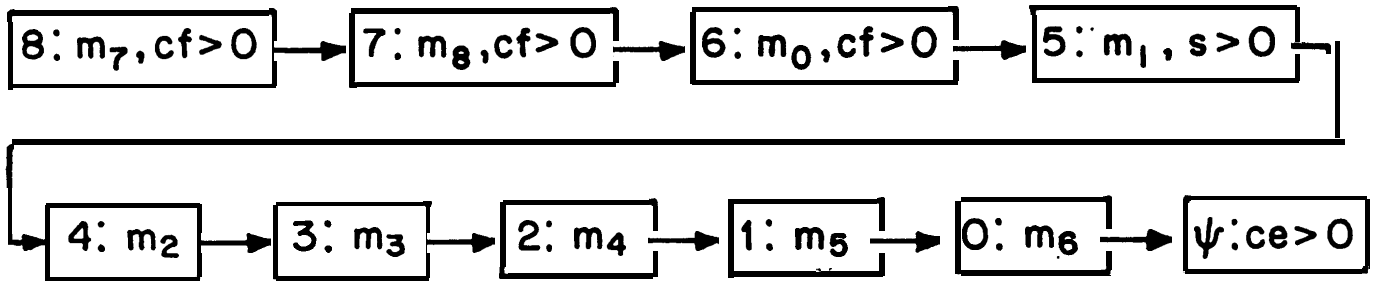 8: m₇, cf > 0 7: m₈, cf > 0 6: m₀, cf > 0 5: m₁, s > 0
4: m₂ 3: m₃ 2: m₄ 1: m₅ 0: m₆ ψ: ce > 0